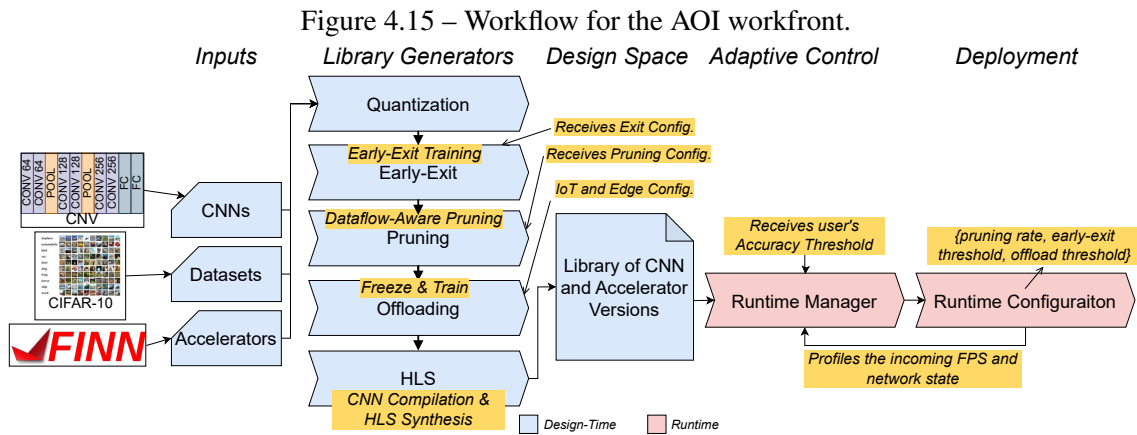 Figure 4.15 – Workflow for the AOI workfront.
Inputs
Library Generators
Design Space
Adaptive Control
Deployment
CONV 64
CONV 64
POOL
CONV 128
CONV 128
POOL
CONV 256
CONV 256
FC
FC
CNV
CIFAR-10
FINN
CNNs
Datasets
Accelerators
Quantization
Early-Exit Training
Early-Exit
Dataflow-Aware Pruning
Pruning
Freeze & Train
Offloading
HLS
CNN Compilation &
HLS Synthesis
Receives Exit Config.
Receives Pruning Config.
IoT and Edge Config.
Library of CNN
and Accelerator
Versions
Receives user's
Accuracy Threshold
Runtime Manager
{pruning rate, early-exit
threshold, offload threshold}
Runtime Configuraiton
Profiles the incoming FPS and
network state
Design-Time
Runtime